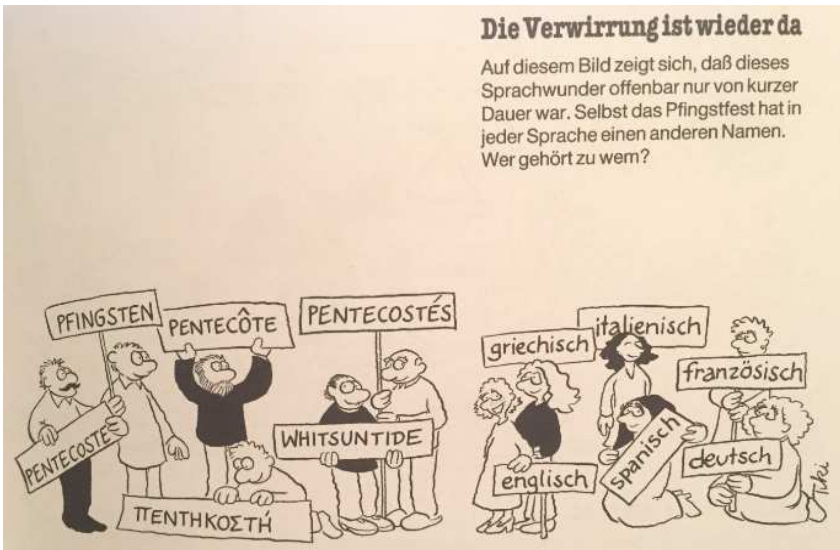 Die Verwirrung ist wieder da
Auf diesem Bild zeigt sich, daß dieses
Sprachwunder offenbar nur von kurzer
Dauer war. Selbst das Pfingstfest hat in
jeder Sprache einen anderen Namen.
Wer gehört zu wem?
PFINGSTEN
PENTECÔTE
PENTECOSTÉS
PENTECOSTE
WHITSUNTIDE
ΠΕΝΤΗΚΟΣΤΉ
griechisch
italienisch
französisch
englisch
spanisch
deutsch